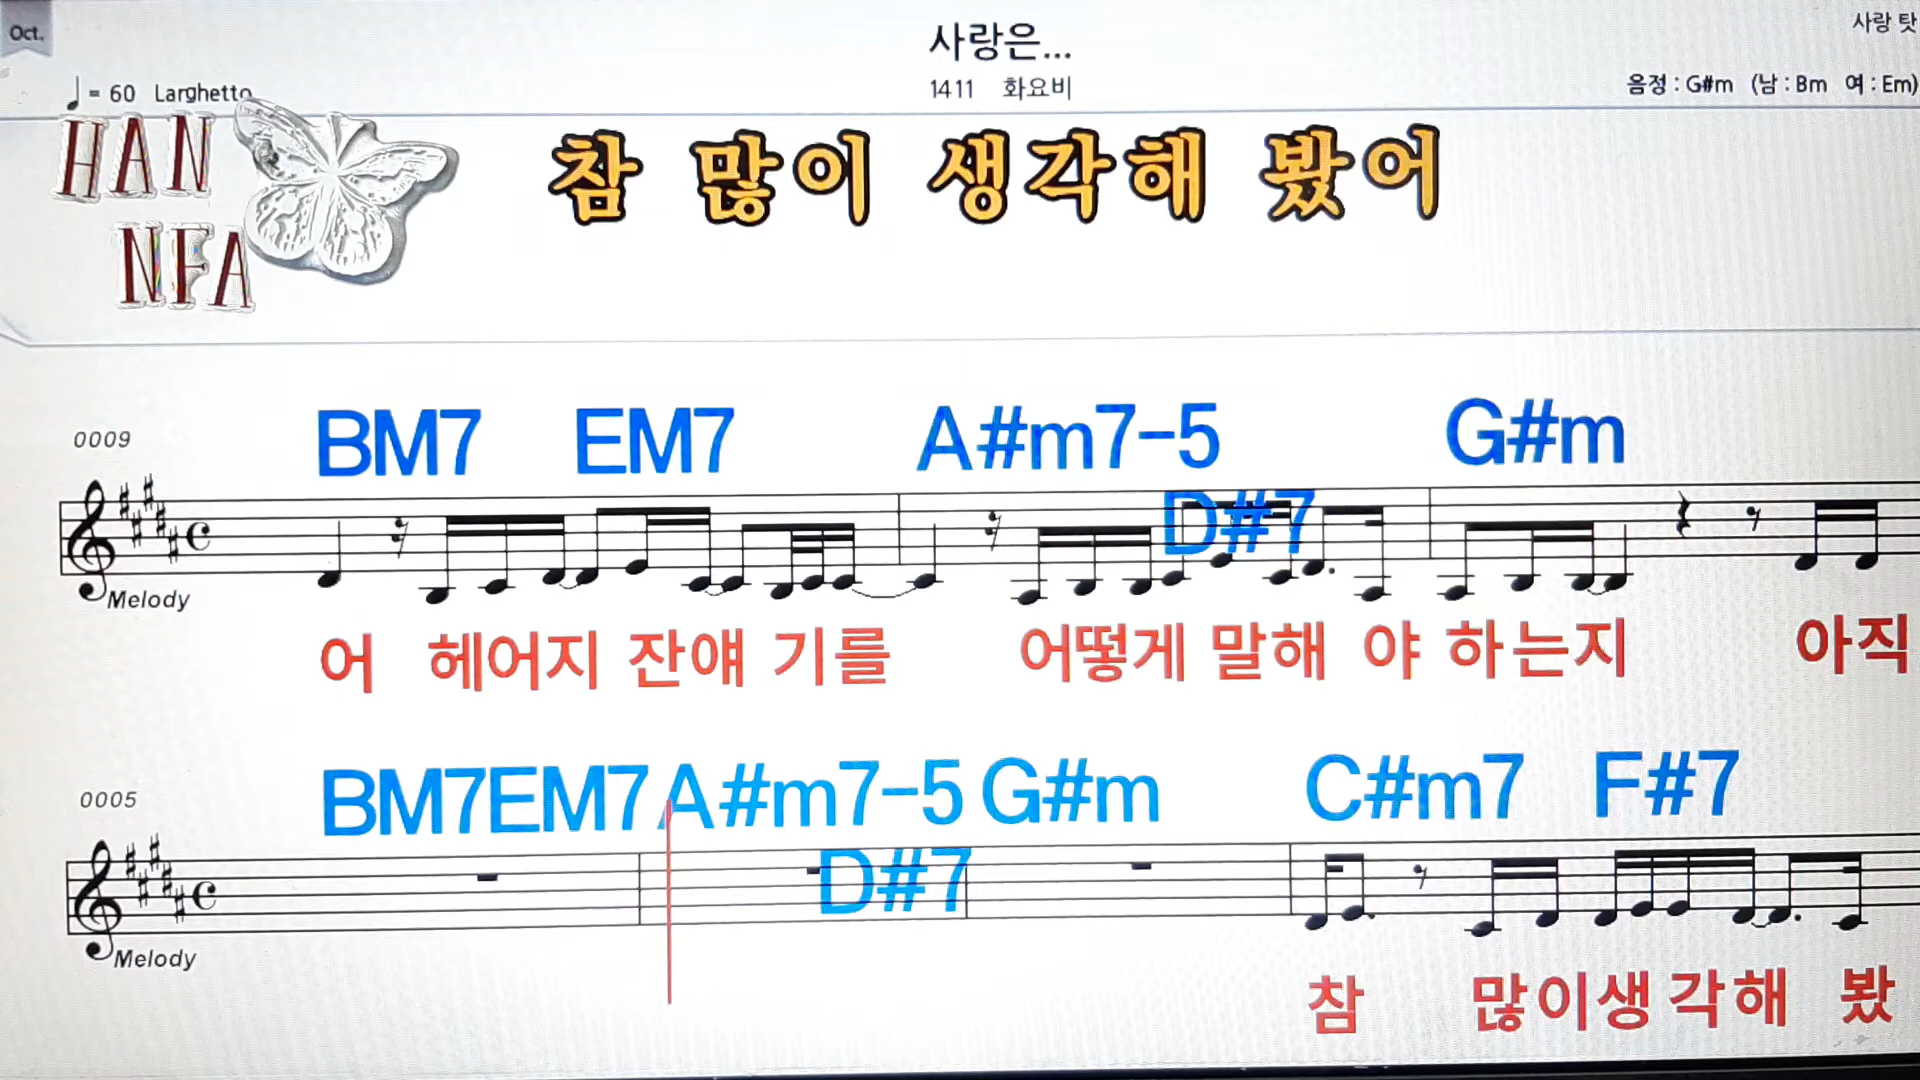 Oct.
사랑은...
사랑 탓
♩= 60 Larghetto
1411 화요비
음정 : G#m (남 : Bm 여 : Em)
HAN
NFA
참 많이 생각해 봤어
0009
BM7 EM7 A#m7-5 G#m
D#7
Melody
어 헤어지 잔얘 기를 어떻게 말해 야 하는지 아직
0005
BM7EM7 A#m7-5 G#m C#m7 F#7
D#7
Melody
참 많이생각해 봤